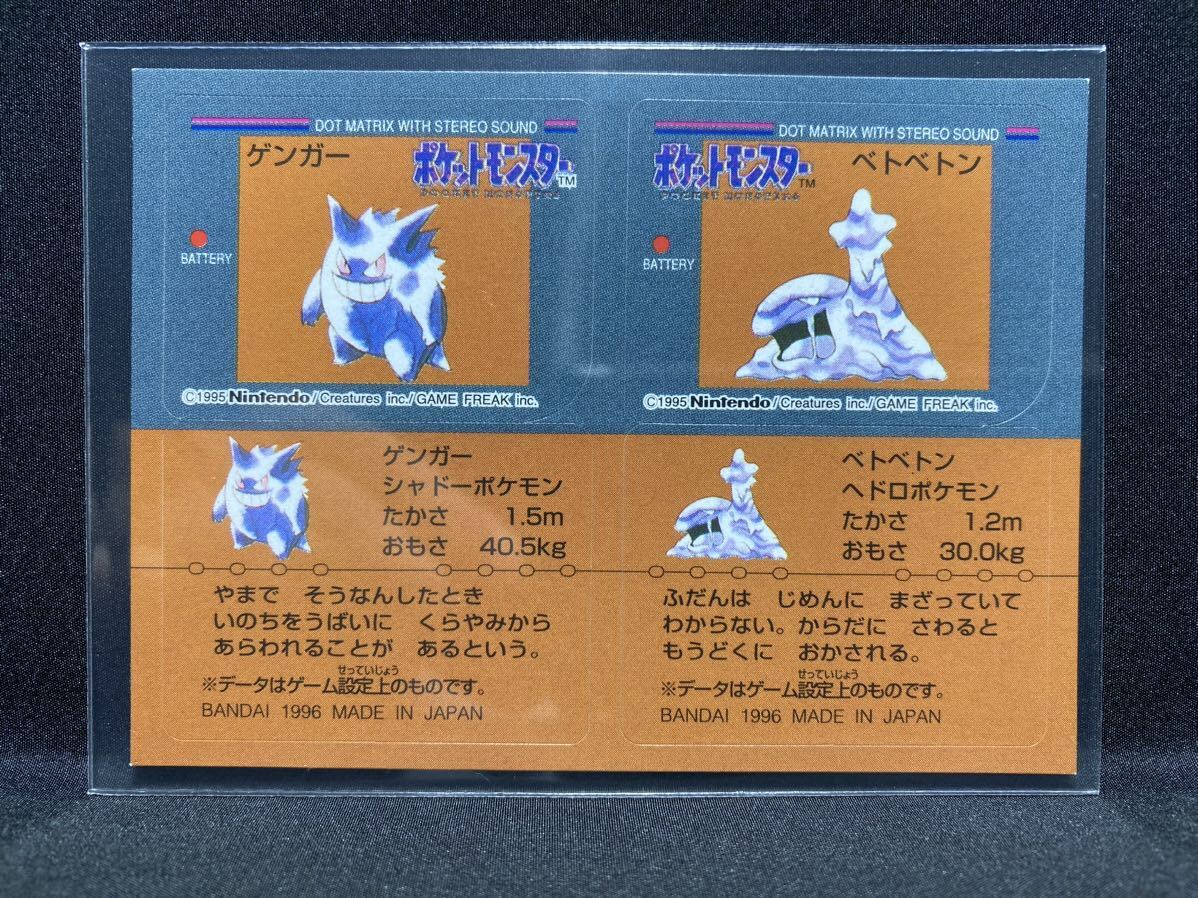 DOT MATRIX WITH STEREO SOUND
ゲンガー
ポケットモンスター™
POCKET MONSTERS
BATTERY
©1995 Nintendo/Creatures inc./GAME FREAK inc.
DOT MATRIX WITH STEREO SOUND
ポケットモンスター™
POCKET MONSTERS
ベトベトン
BATTERY
©1995 Nintendo/Creatures inc./GAME FREAK inc.
ゲンガー
シャドーポケモン
たかさ 1.5m
おもさ 40.5kg
やまで そうなんしたとき
いのちをうばいに くらやみから
あらわれることが あるという。
せっていじょう
※データはゲーム設定上のものです。
BANDAI 1996 MADE IN JAPAN
ベトベトン
ヘドロポケモン
たかさ 1.2m
おもさ 30.0kg
ふだんは じめんに まざっていて
わからない。からだに さわると
もうどくに おかされる。
せっていじょう
※データはゲーム設定上のものです。
BANDAI 1996 MADE IN JAPAN